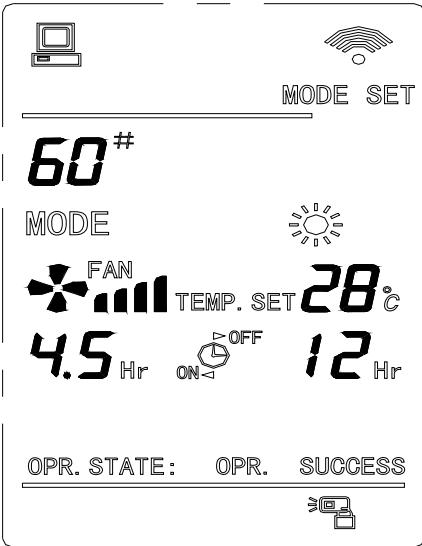 MODE SET
60#
MODE
FAN
TEMP. SET 28°C
OFF
4.5 Hr ON 12 Hr
OPR. STATE: OPR. SUCCESS